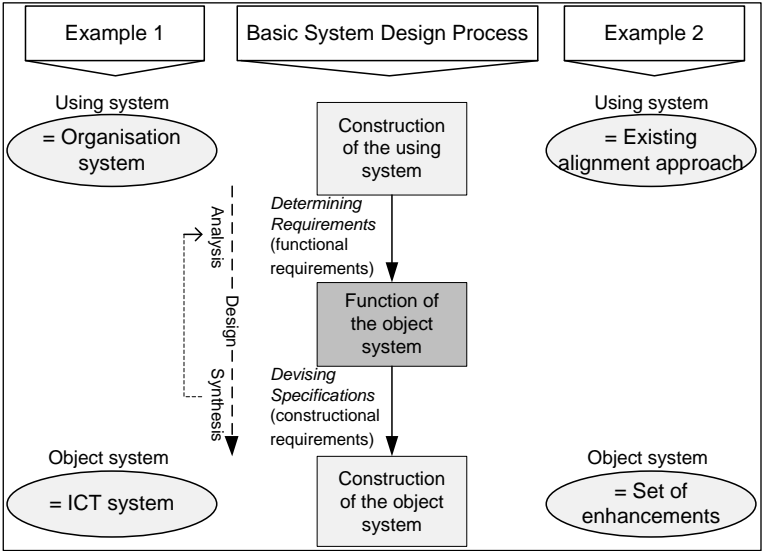 Example 1
Basic System Design Process
Example 2
Using system
= Organisation
system
Construction
of the using
system
Using system
= Existing
alignment approach
Determining
Requirements
(functional
requirements)
Analysis
Design
Synthesis
Function of
the object
system
Devising
Specifications
(constructional
requirements)
Object system
= ICT system
Construction
of the object
system
Object system
= Set of
enhancements